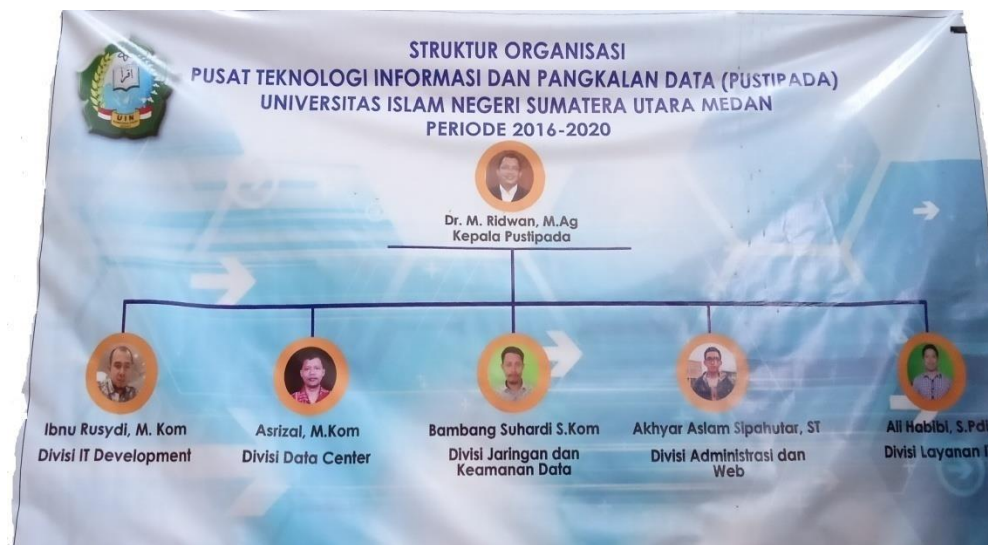 STRUKTUR ORGANISASI
PUSAT TEKNOLOGI INFORMASI DAN PANGKALAN DATA (PUSTIPADA)
UNIVERSITAS ISLAM NEGERI SUMATERA UTARA MEDAN
PERIODE 2016-2020
UIN
Dr. M. Ridwan, M.Ag
Kepala Pustipada
Ibnu Rusydi, M. Kom
Divisi IT Development
Asrizal, M.Kom
Divisi Data Center
Bambang Suhardi S.Kom
Divisi Jaringan dan
Keamanan Data
Akhyar Aslam Sipahutar, ST
Divisi Administrasi dan
Web
Ali Habibi, S.Pdi
Divisi Layanan